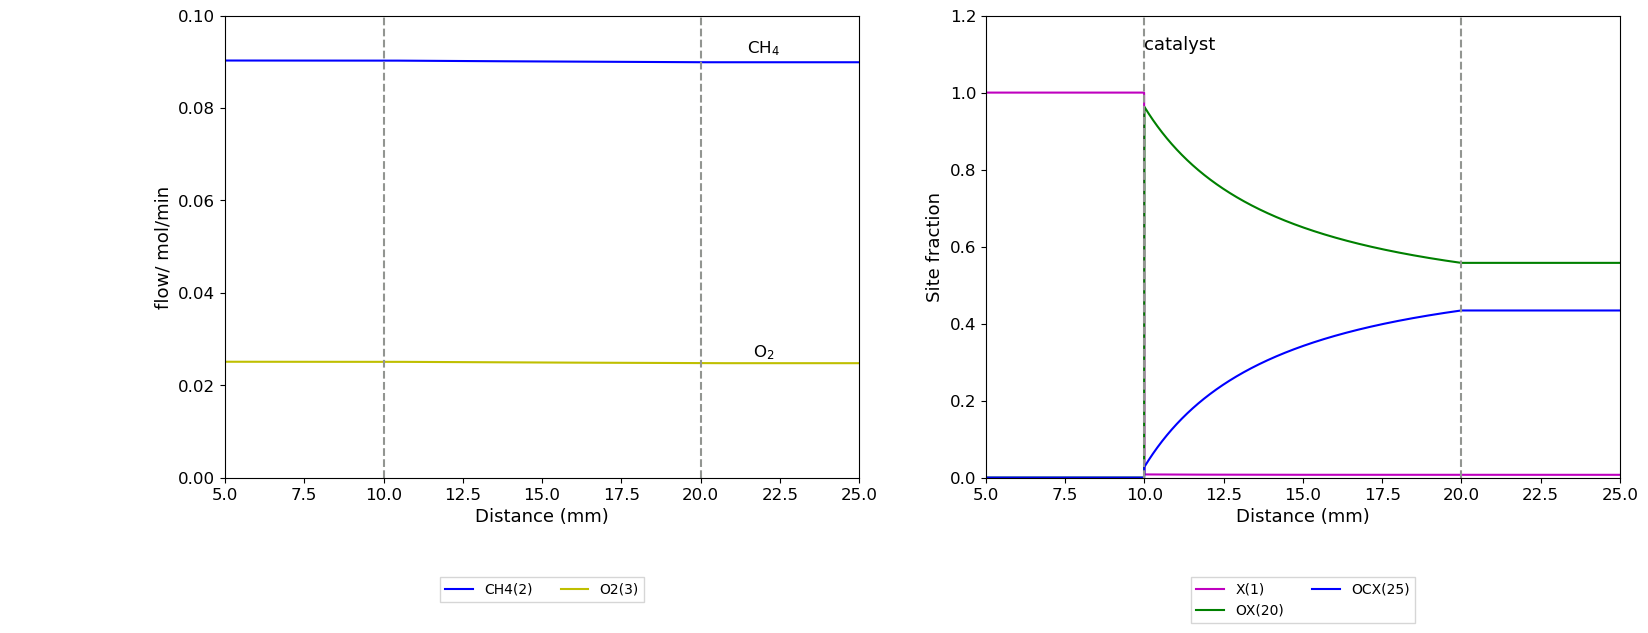 0.10
0.08
0.06
0.04
0.02
0.00
flow/ mol/min
CH₄
O₂
5.0 7.5 10.0 12.5 15.0 17.5 20.0 22.5 25.0
Distance (mm)
CH4(2) O2(3)
1.2
1.0
0.8
0.6
0.4
0.2
0.0
Site fraction
catalyst
5.0 7.5 10.0 12.5 15.0 17.5 20.0 22.5 25.0
Distance (mm)
X(1) OCX(25)
OX(20)